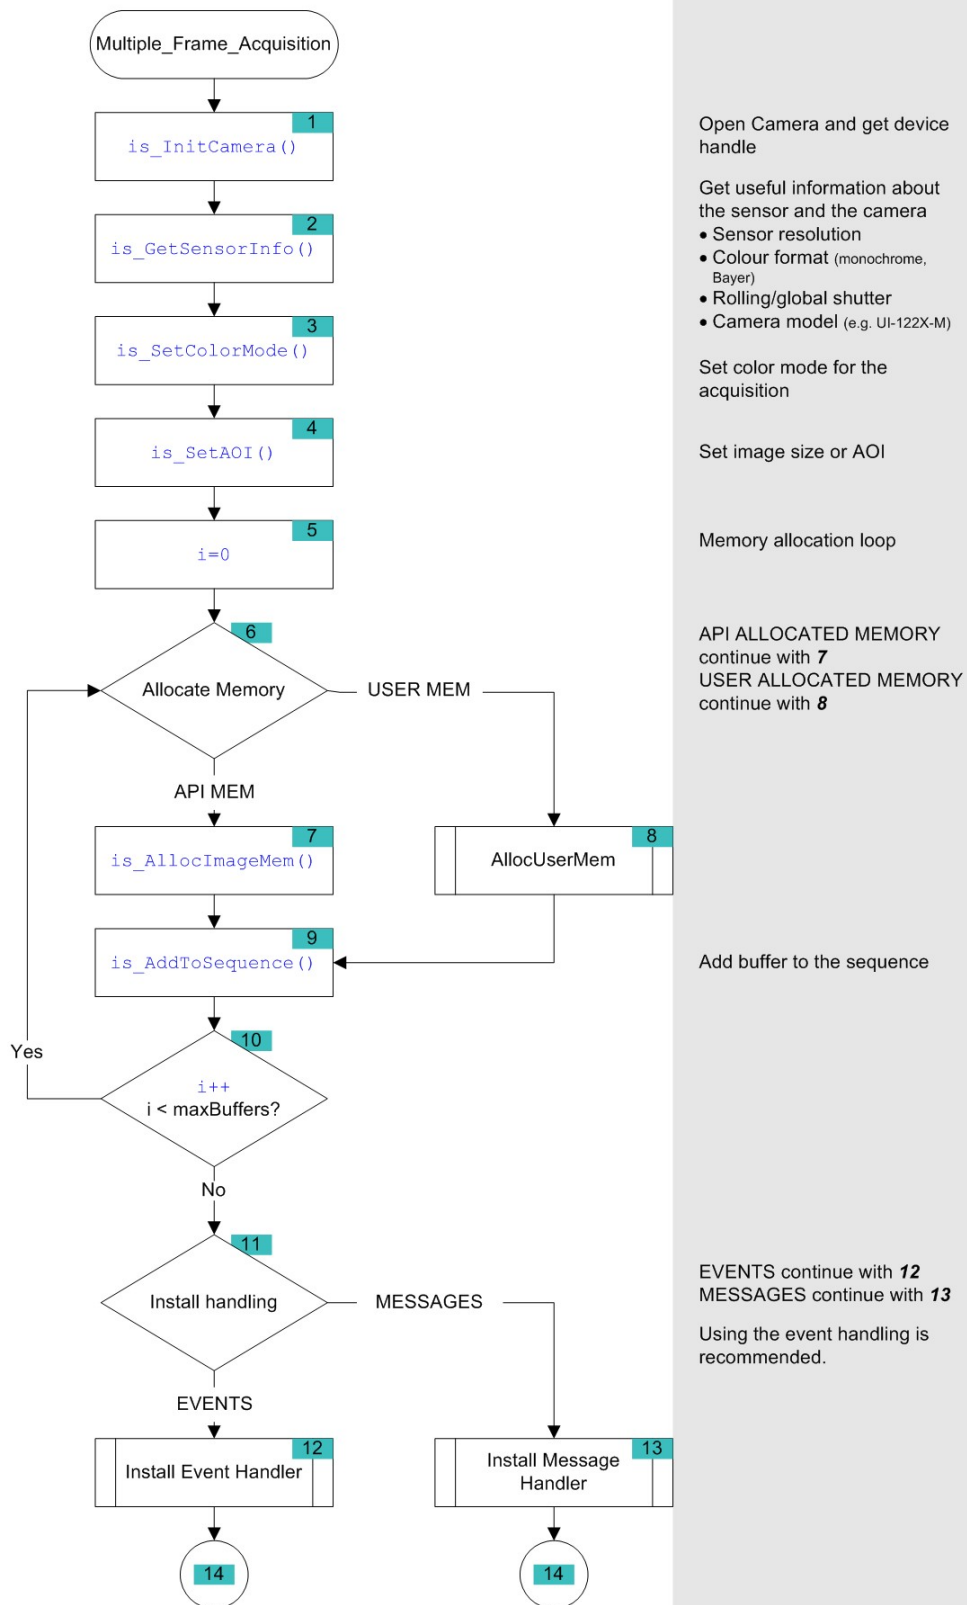 Multiple_Frame_Acquisition
1
is_InitCamera()
Open Camera and get device
handle
2
is_GetSensorInfo()
Get useful information about
the sensor and the camera
• Sensor resolution
• Colour format (monochrome,
Bayer)
• Rolling/global shutter
• Camera model (e.g. UI-122X-M)
3
is_SetColorMode()
Set color mode for the
acquisition
4
is_SetAOI()
Set image size or AOI
5
i=0
Memory allocation loop
6
Allocate Memory
USER MEM
API MEM
API ALLOCATED MEMORY
continue with 7
USER ALLOCATED MEMORY
continue with 8
7
is_AllocImageMem()
8
AllocUserMem
9
is_AddToSequence()
Add buffer to the sequence
10
i++
i < maxBuffers?
Yes
No
11
Install handling
MESSAGES
EVENTS
EVENTS continue with 12
MESSAGES continue with 13
Using the event handling is
recommended.
12
Install Event Handler
13
Install Message
Handler
14
14